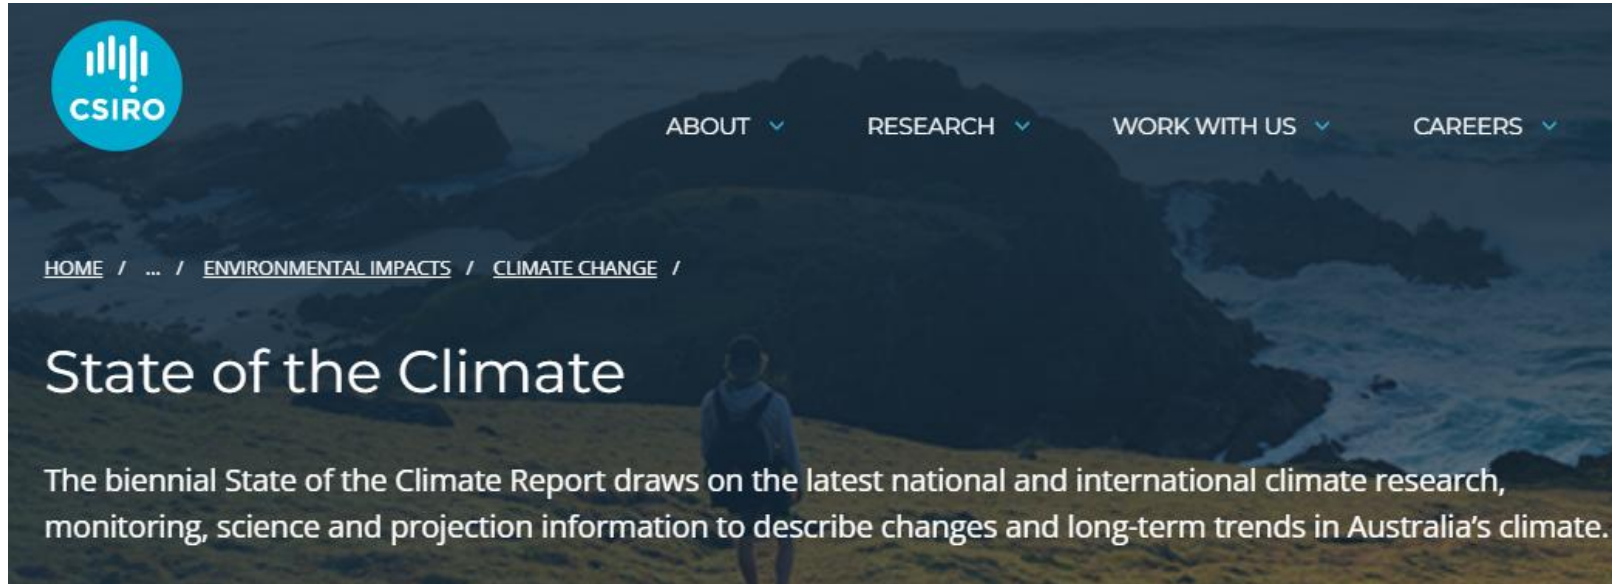 CSIRO
ABOUT RESEARCH WORK WITH US CAREERS
HOME / ... / ENVIRONMENTAL IMPACTS / CLIMATE CHANGE /
State of the Climate
The biennial State of the Climate Report draws on the latest national and international climate research,
monitoring, science and projection information to describe changes and long-term trends in Australia's climate.